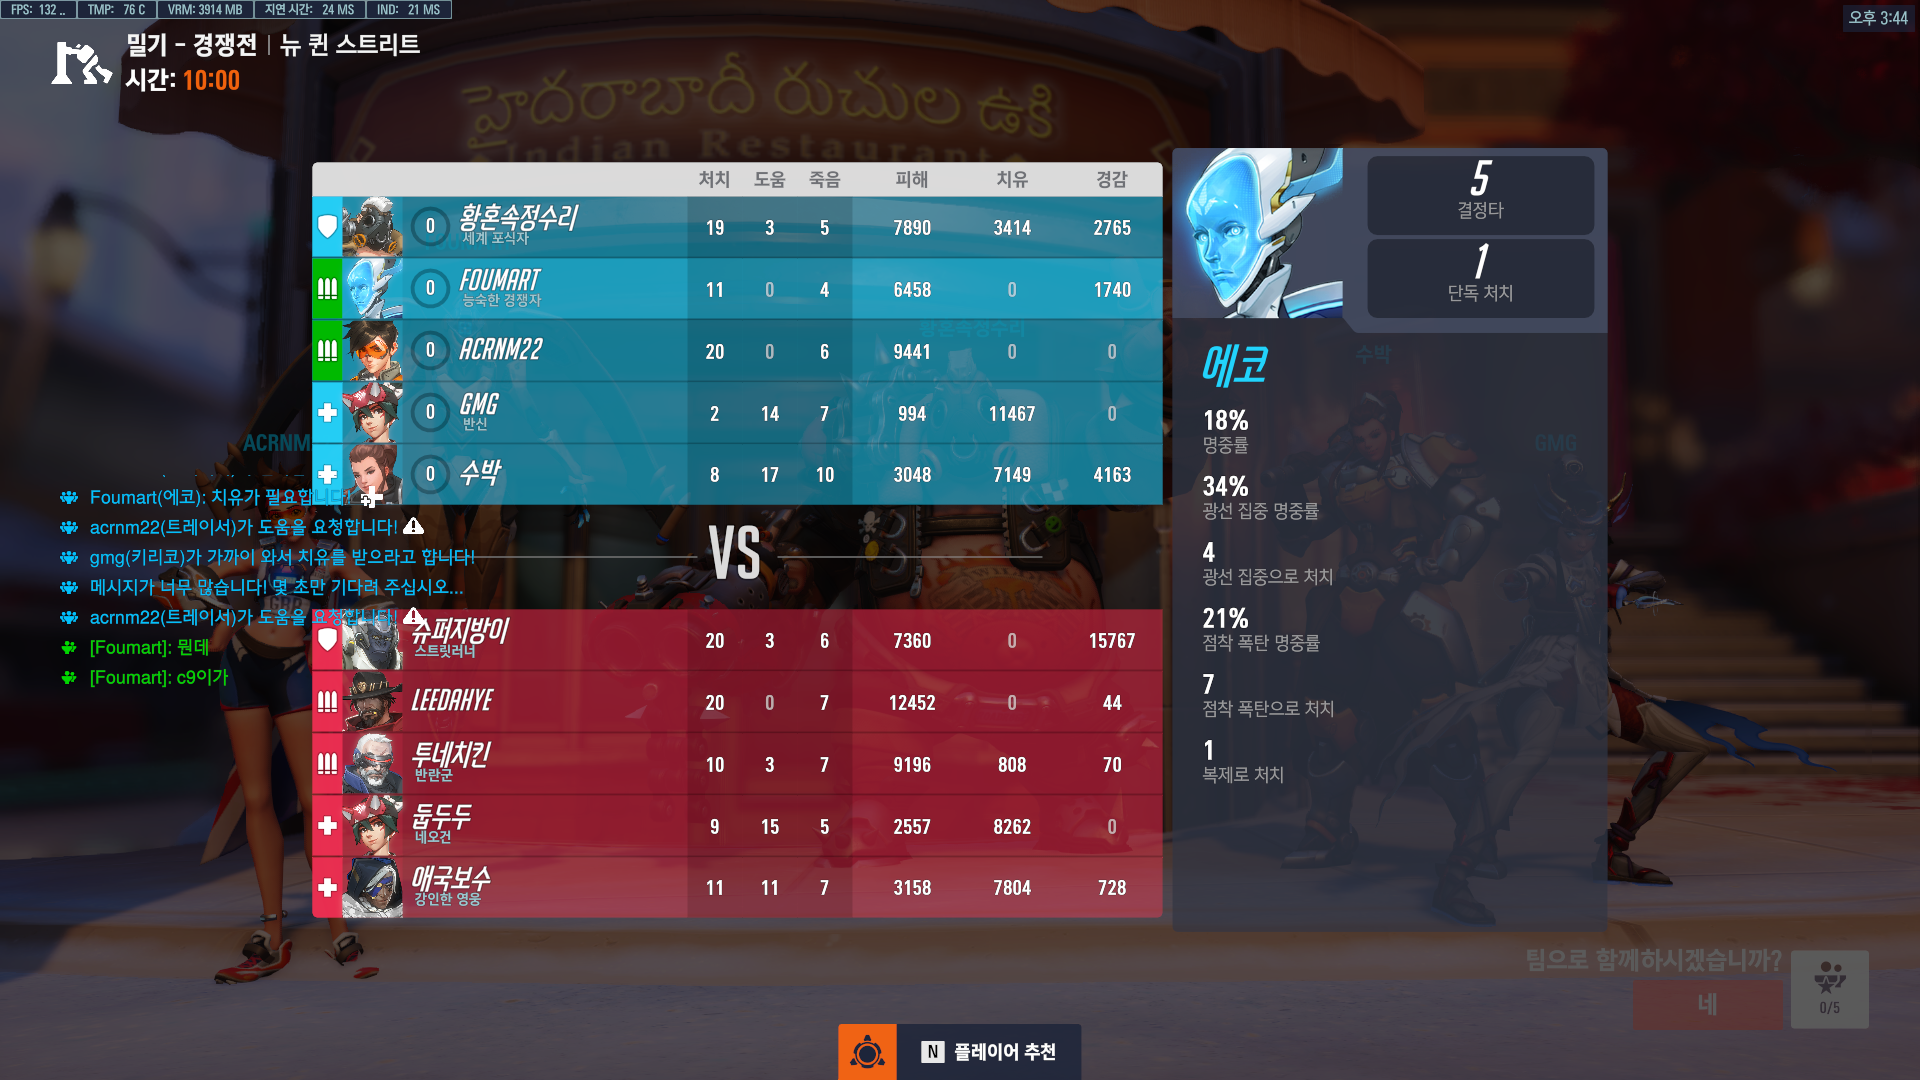 FPS: 132 .. TMP: 76 C VRM: 3914 MB 지연 시간: 24 MS IND: 21 MS
오후 3:44
밀기 - 경쟁전 | 뉴 퀸 스트리트
시간: 10:00
హైదరాబాదీ రుచుల ఉకి
Indian Restaurant
처치 도움 죽음 피해 치유 경감
0 황혼속정수리 19 3 5 7890 3414 2765
세계 포식자
0 FOUMART 11 0 4 6458 0 1740
능숙한 경쟁자
0 ACRNM22 20 0 6 9441 0 0
0 GMG 2 14 7 994 11467 0
반신
0 수박 8 17 10 3048 7149 4163
황혼속정수리
수박
ACRNM
GMG
Foumart(에코): 치유가 필요합니다!
acrnm22(트레이서)가 도움을 요청합니다!
gmg(키리코)가 가까이 와서 치유를 받으라고 합니다!
메시지가 너무 많습니다! 몇 초만 기다려 주십시오...
acrnm22(트레이서)가 도움을 요청합니다!
[Foumart]: 뭔데
[Foumart]: c9이가
VS
슈퍼지방이 20 3 6 7360 0 15767
스트릿러너
LEEDAHYE 20 0 7 12452 0 44
투네치킨 10 3 7 9196 808 70
반란군
둡두두 9 15 5 2557 8262 0
네오건
애국보수 11 11 7 3158 7804 728
강인한 영웅
5
결정타
1
단독 처치
에코
18%
명중률
34%
광선 집중 명중률
4
광선 집중으로 처치
21%
점착 폭탄 명중률
7
점착 폭탄으로 처치
1
복제로 처치
팀으로 함께하시겠습니까?
네
0/5
N 플레이어 추천